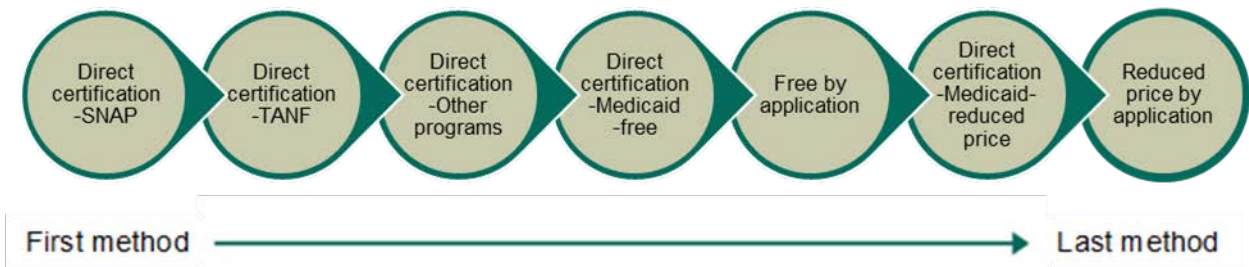 Direct
certification
-SNAP
Direct
certification
-TANF
Direct
certification
-Other
programs
Direct
certification
-Medicaid
-free
Free by
application
Direct
certification
-Medicaid-
reduced
price
Reduced
price by
application
First method
Last method